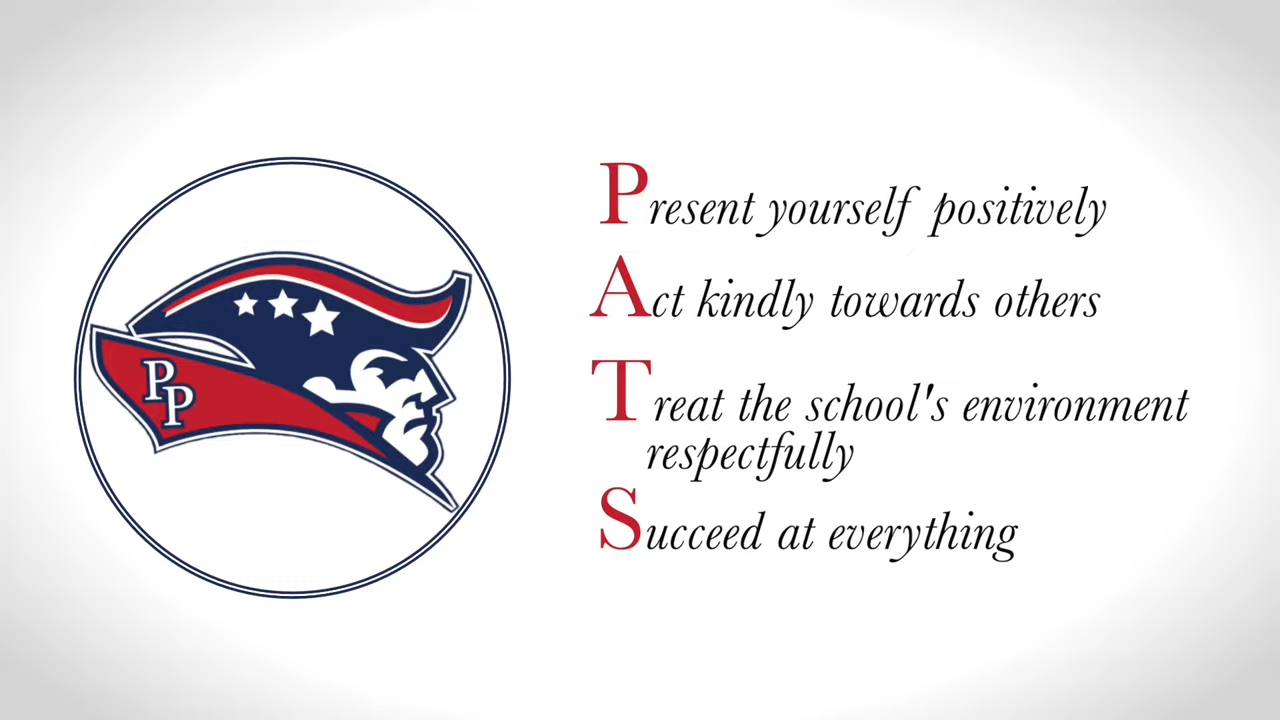 PP
Present yourself positively
Act kindly towards others
Treat the school's environment
respectfully
Succeed at everything